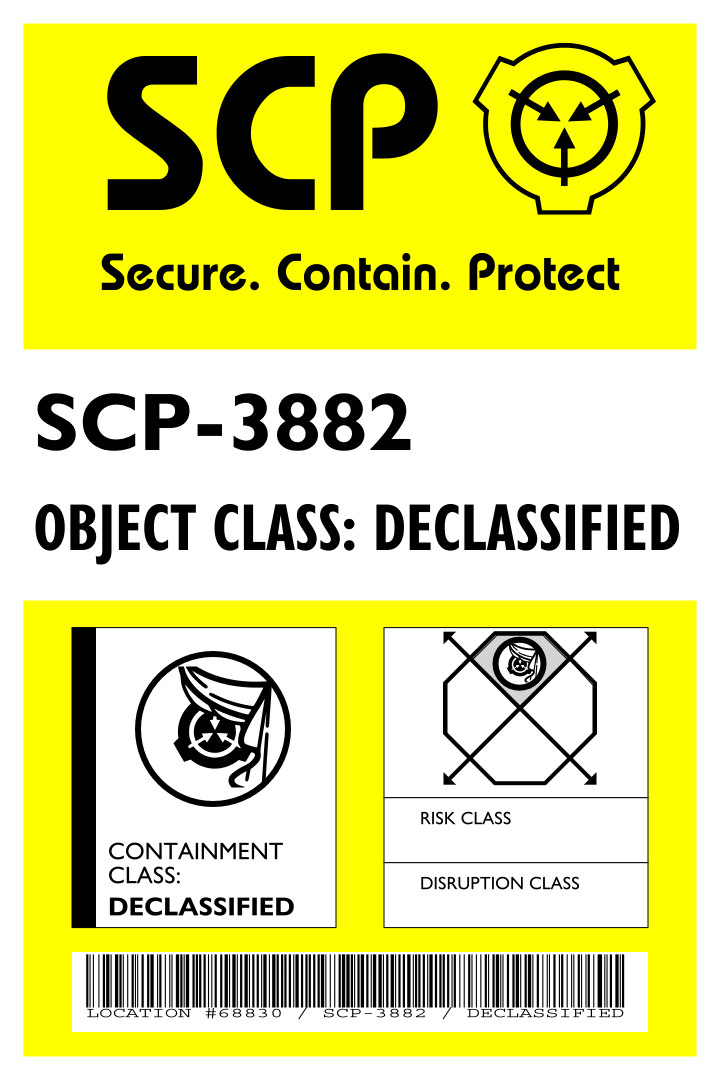 SCP
Secure. Contain. Protect
SCP-3882
OBJECT CLASS: DECLASSIFIED
CONTAINMENT
CLASS:
DECLASSIFIED
RISK CLASS
DISRUPTION CLASS
LOCATION #68830 / SCP-3882 / DECLASSIFIED